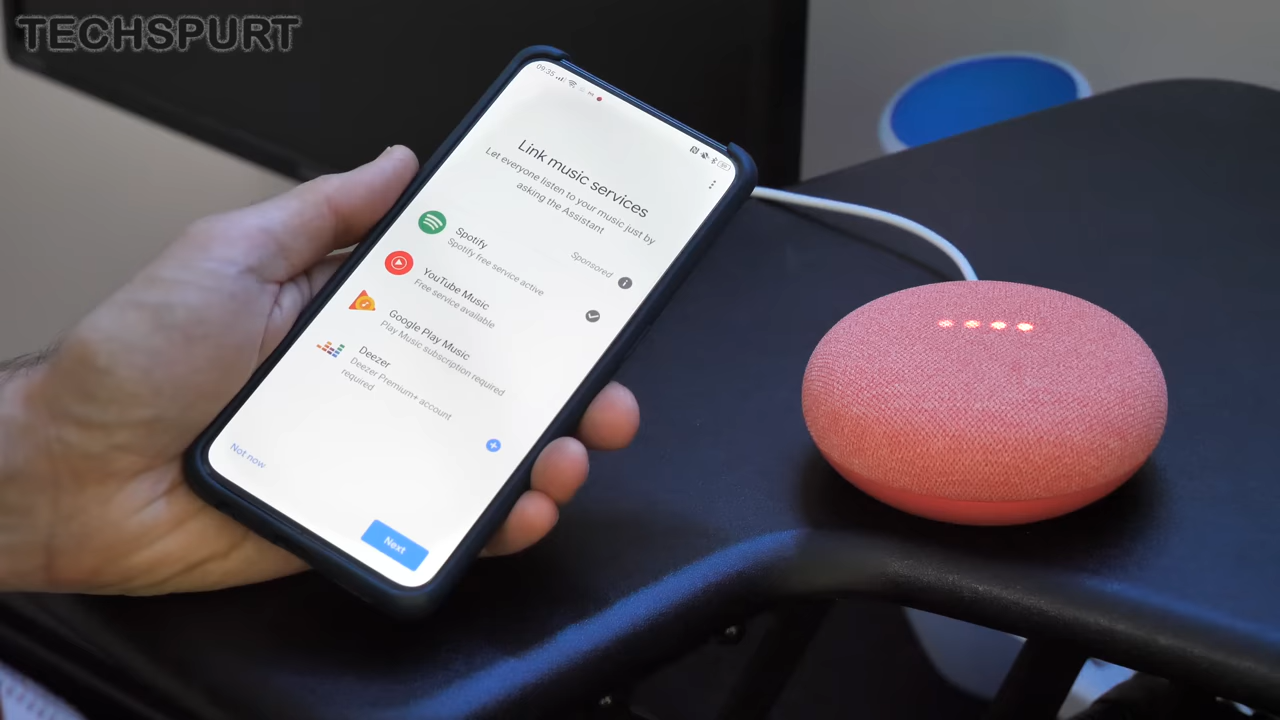 TECHSPURT
09:35
Link music services
Let everyone listen to your music just by
asking the Assistant
Sponsored
Spotify
Spotify free service active
YouTube Music
Free service available
Google Play Music
Play Music subscription required
Deezer
Deezer Premium+ account
required
Not now
Next